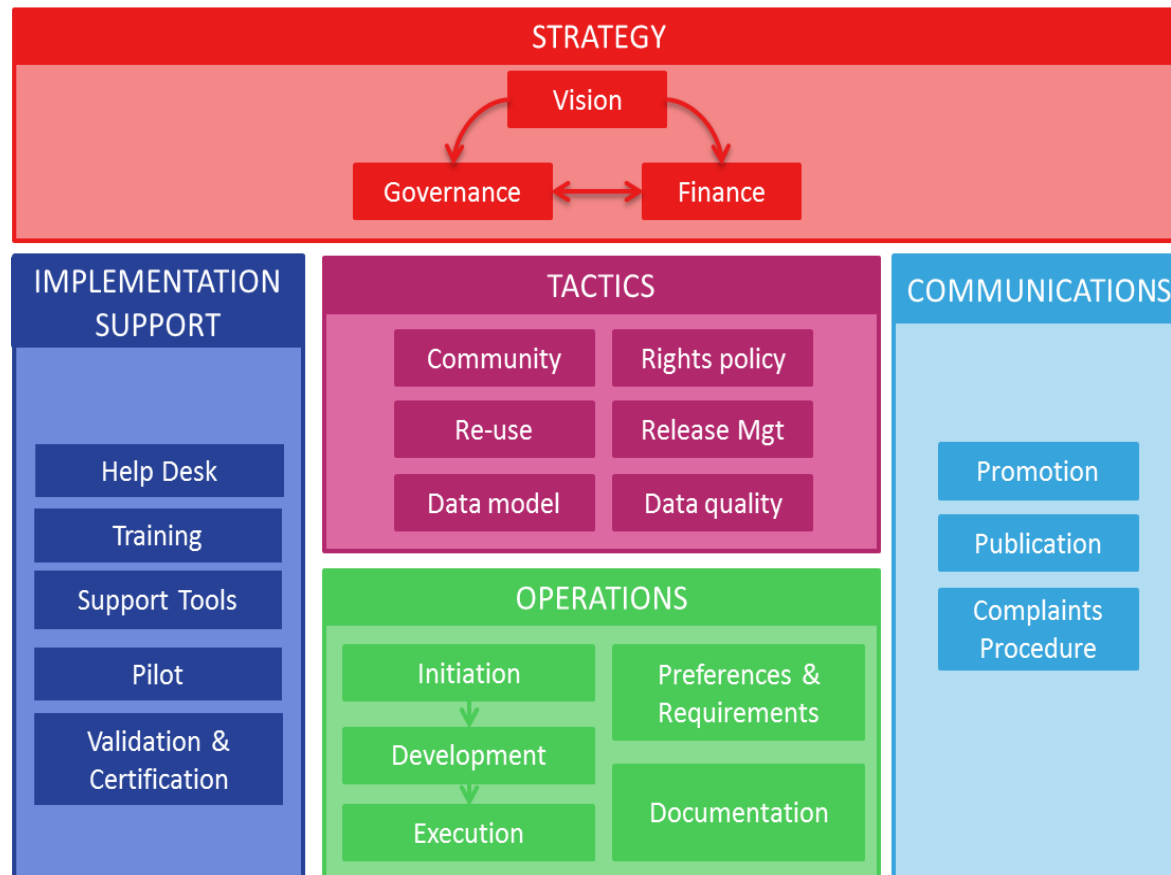 STRATEGY
Vision
Governance
Finance
IMPLEMENTATION
SUPPORT
Help Desk
Training
Support Tools
Pilot
Validation &
Certification
TACTICS
Community
Rights policy
Re-use
Release Mgt
Data model
Data quality
OPERATIONS
Initiation
Development
Execution
Preferences &
Requirements
Documentation
COMMUNICATIONS
Promotion
Publication
Complaints
Procedure